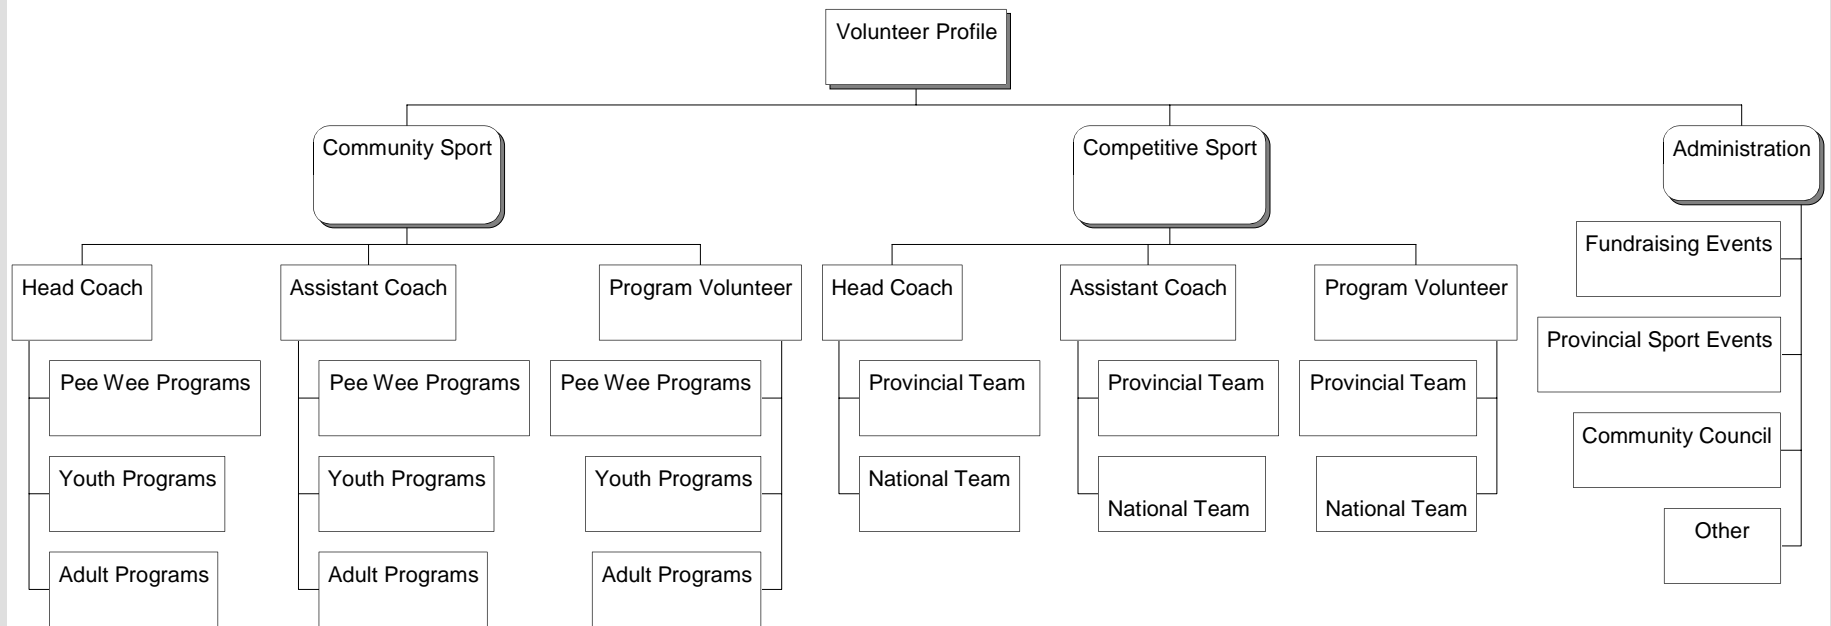 Volunteer Profile
Community Sport
Competitive Sport
Administration
Fundraising Events
Provincial Sport Events
Community Council
Other
Head Coach
Assistant Coach
Program Volunteer
Head Coach
Assistant Coach
Program Volunteer
Pee Wee Programs
Pee Wee Programs
Pee Wee Programs
Provincial Team
Provincial Team
Provincial Team
Youth Programs
Youth Programs
Youth Programs
National Team
National Team
National Team
Adult Programs
Adult Programs
Adult Programs